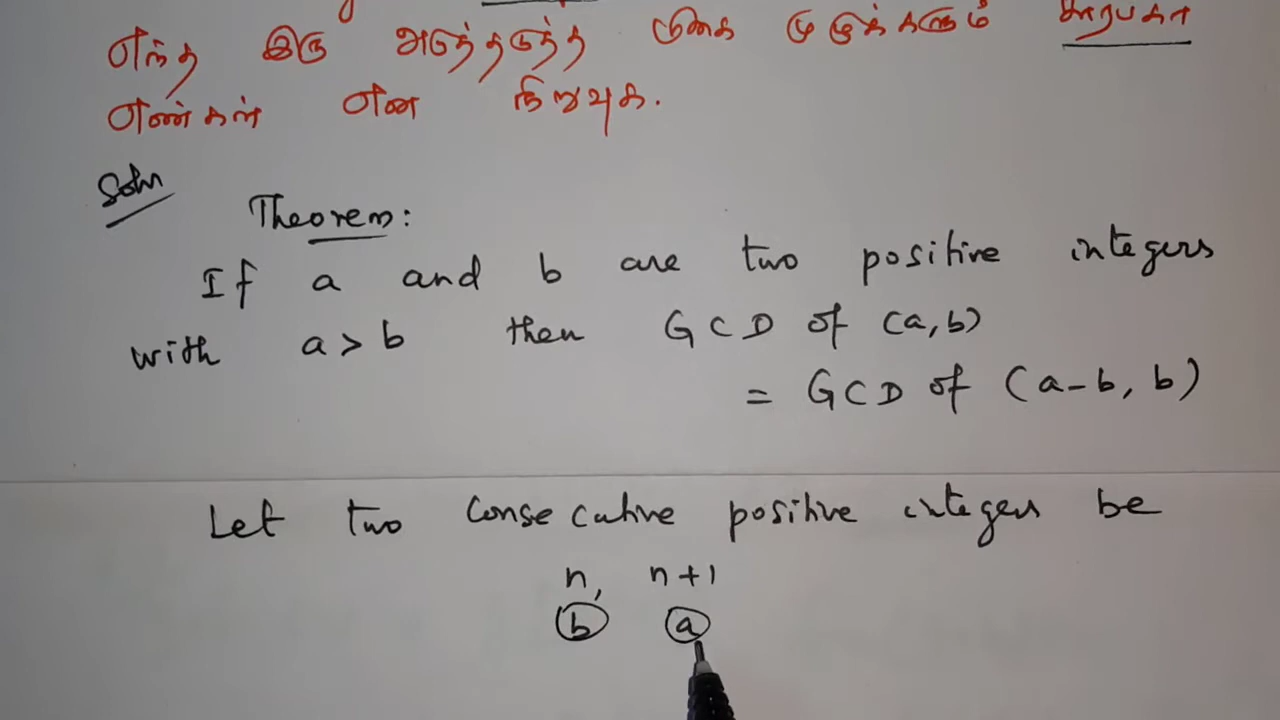 எந்த இரு அடுத்தடுத்த மிகை முழுக்களும் சார்பகா
எண்கள் என நிறுவுக.
Soln
Theorem:
If a and b are two positive integers
with a > b then GCD of (a, b)
= GCD of (a-b, b)
Let two consecutive positive integers be
n, n+1
b a